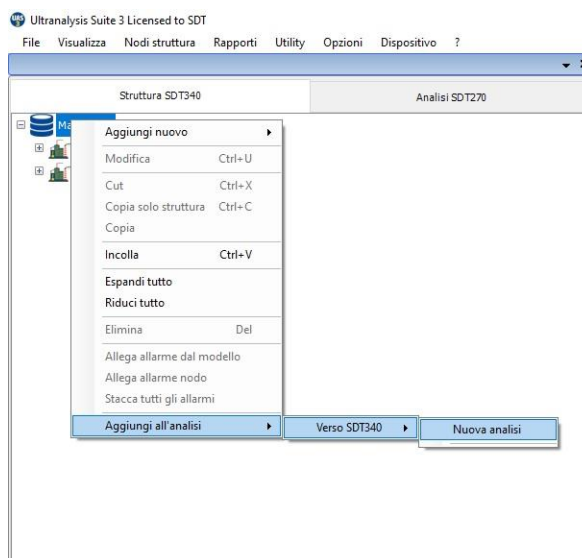 Ultranalysis Suite 3 Licensed to SDT
File Visualizza Nodi struttura Rapporti Utility Opzioni Dispositivo ?
Struttura SDT340 Analisi SDT270
Aggiungi nuovo
Modifica Ctrl+U
Cut Ctrl+X
Copia solo struttura Ctrl+C
Copia
Incolla Ctrl+V
Espandi tutto
Riduci tutto
Elimina Del
Allega allarme dal modello
Allega allarme nodo
Stacca tutti gli allarmi
Aggiungi all'analisi Verso SDT340 Nuova analisi